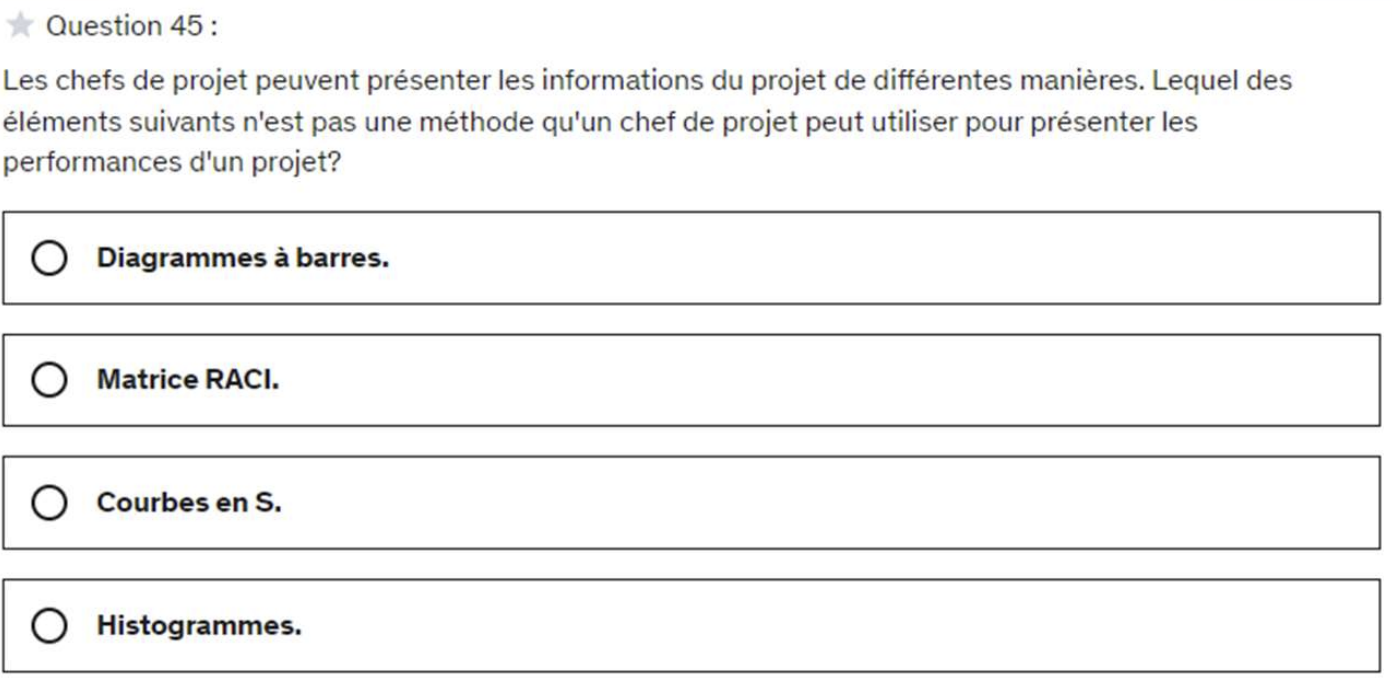 Question 45 :
Les chefs de projet peuvent présenter les informations du projet de différentes manières. Lequel des
éléments suivants n'est pas une méthode qu'un chef de projet peut utiliser pour présenter les
performances d'un projet?
Diagrammes à barres.
Matrice RACI.
Courbes en S.
Histogrammes.